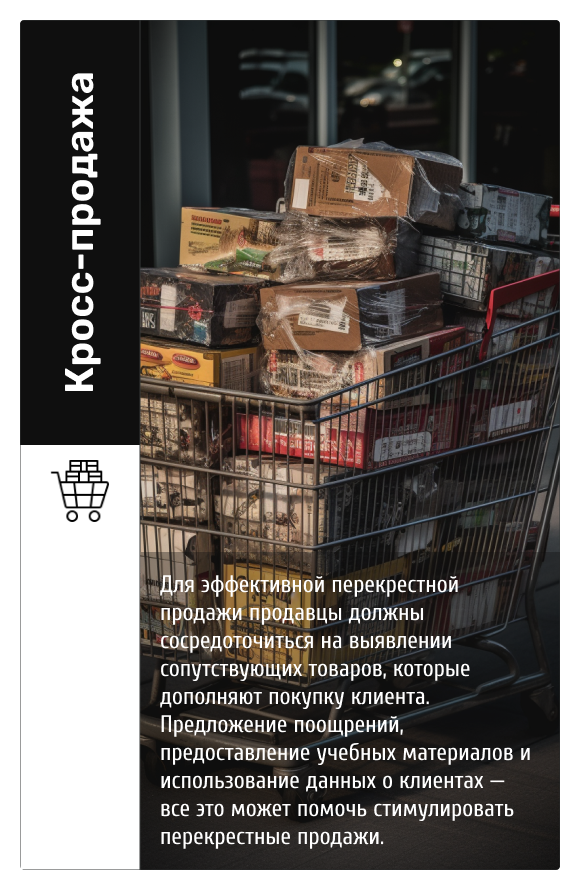 Кросс-продажа
Для эффективной перекрестной
продажи продавцы должны
сосредоточиться на выявлении
сопутствующих товаров, которые
дополняют покупку клиента.
Предложение поощрений,
предоставление учебных материалов и
использование данных о клиентах —
все это может помочь стимулировать
перекрестные продажи.